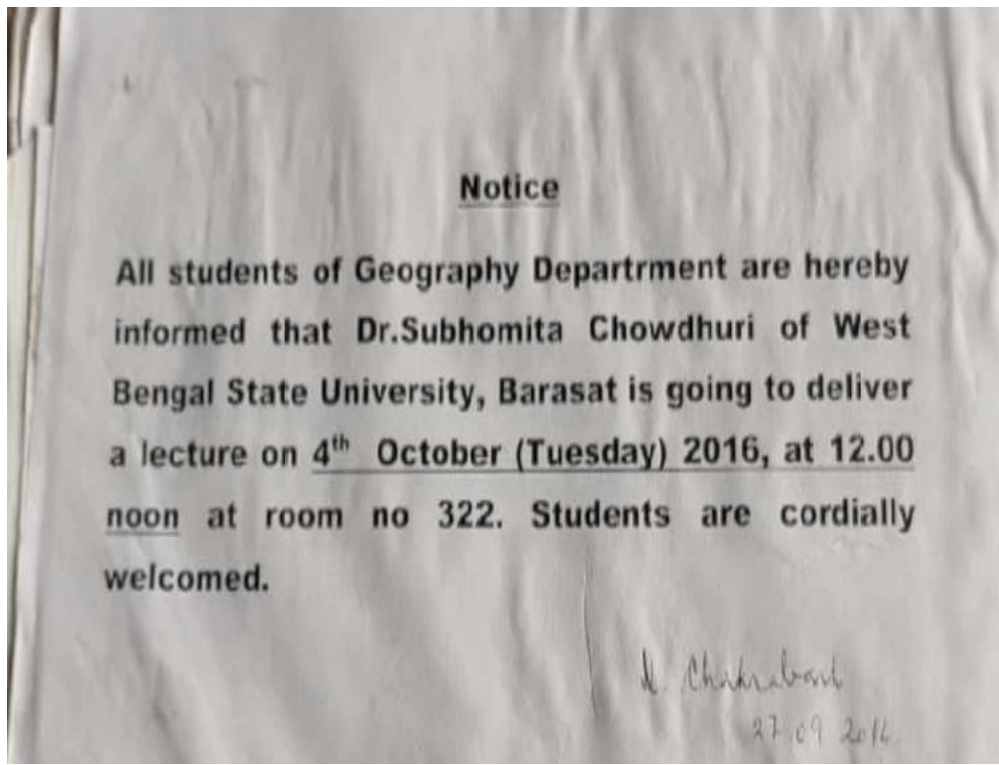 Notice
All students of Geography Departrment are hereby
informed that Dr.Subhomita Chowdhuri of West
Bengal State University, Barasat is going to deliver
a lecture on 4th October (Tuesday) 2016, at 12.00
noon at room no 322. Students are cordially
welcomed.
27.09 2016